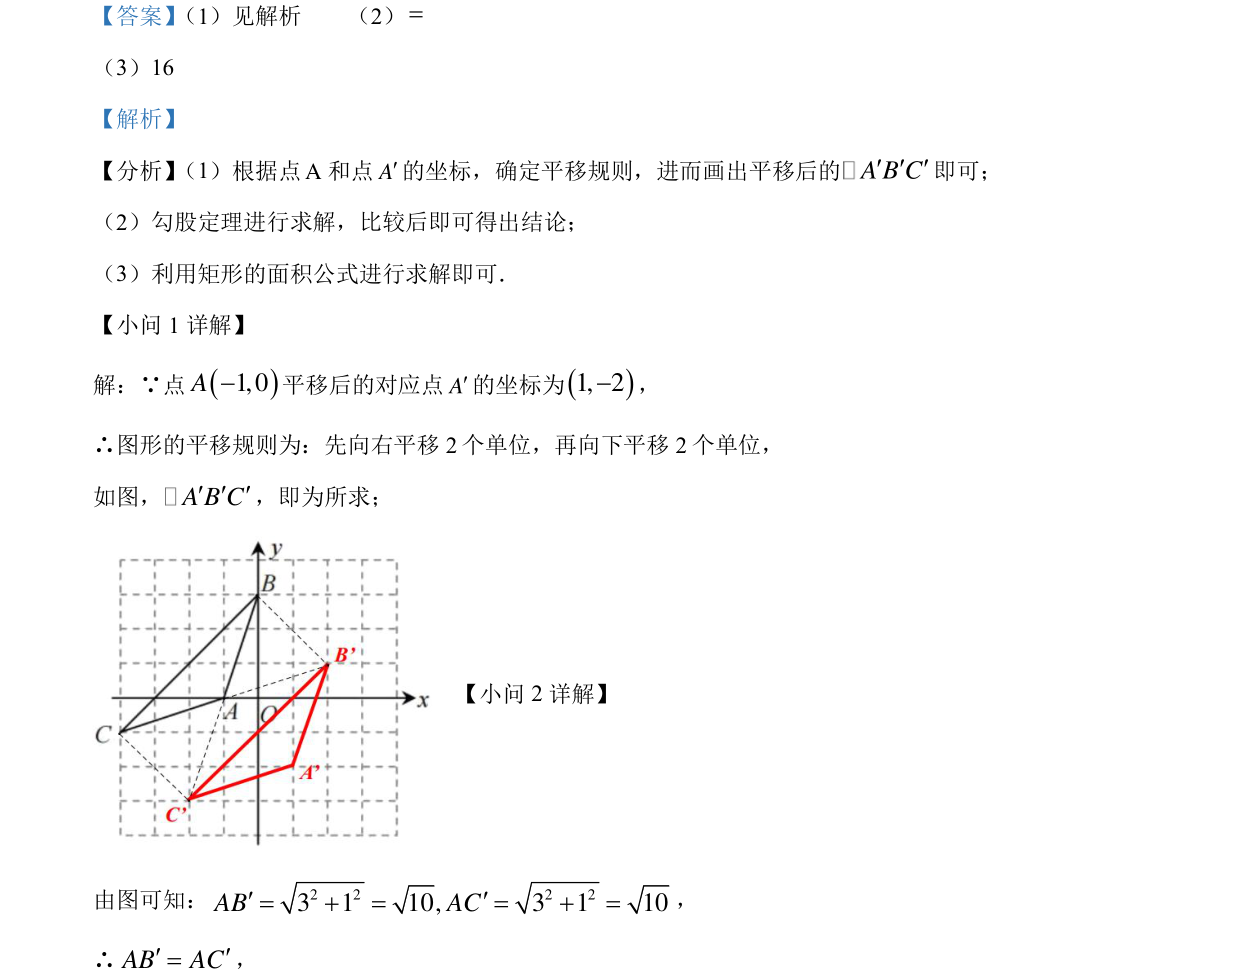 【答案】（1）见解析 （2）=
（3）16
【解析】
【分析】（1）根据点 A 和点 A′ 的坐标，确定平移规则，进而画出平移后的□ A′B′C′ 即可；
（2）勾股定理进行求解，比较后即可得出结论；
（3）利用矩形的面积公式进行求解即可．
【小问 1 详解】
解：∵点 A(−1,0) 平移后的对应点 A′ 的坐标为(1,−2)，
∴图形的平移规则为：先向右平移 2 个单位，再向下平移 2 个单位，
如图，□ A′B′C′，即为所求；
y
B
B’
x
A
O
C
A’
C’
【小问 2 详解】
由图可知：AB′ = √(3² +1²) = √10, AC′ = √(3² +1²) = √10，
∴ AB′ = AC′，